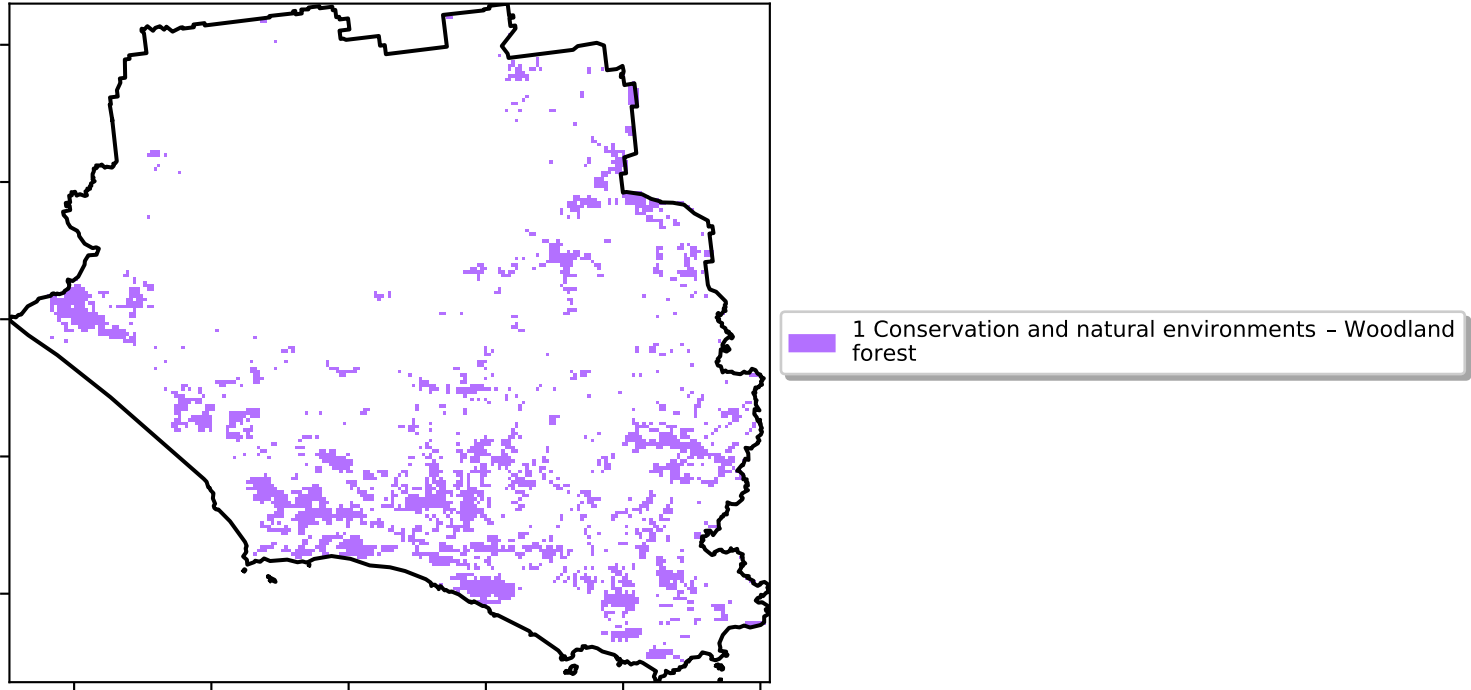 1 Conservation and natural environments – Woodland
forest